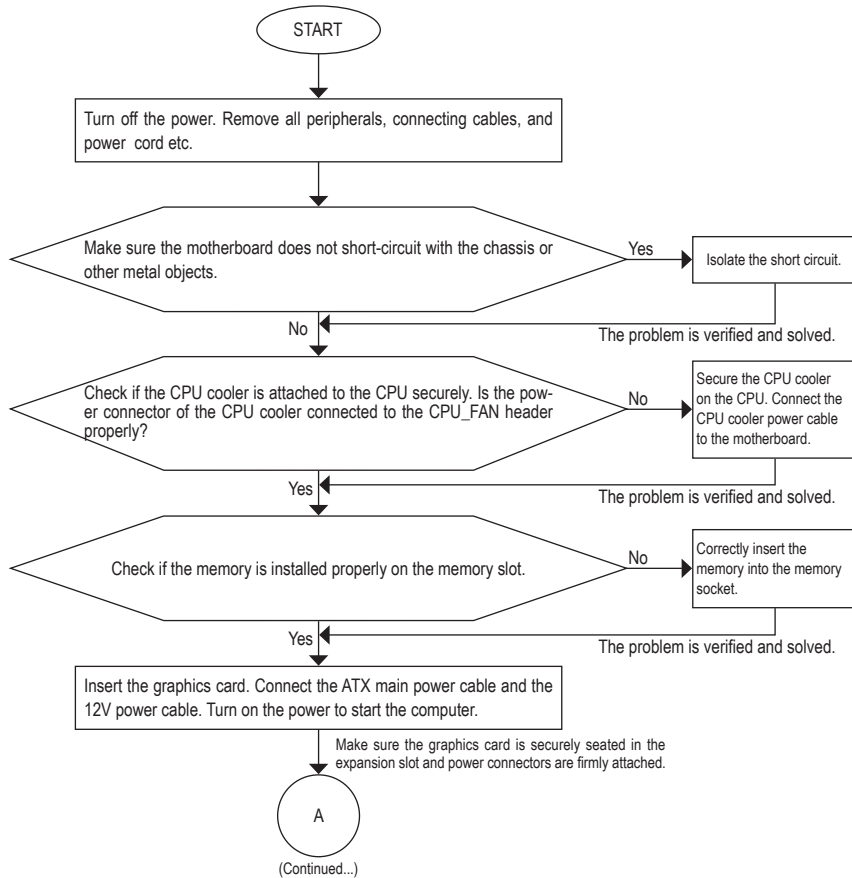 START
Turn off the power. Remove all peripherals, connecting cables, and
power cord etc.
Make sure the motherboard does not short-circuit with the chassis or
other metal objects.
Yes
Isolate the short circuit.
No
The problem is verified and solved.
Check if the CPU cooler is attached to the CPU securely. Is the pow-
er connector of the CPU cooler connected to the CPU_FAN header
properly?
No
Secure the CPU cooler
on the CPU. Connect the
CPU cooler power cable
to the motherboard.
Yes
The problem is verified and solved.
Check if the memory is installed properly on the memory slot.
No
Correctly insert the
memory into the memory
socket.
Yes
The problem is verified and solved.
Insert the graphics card. Connect the ATX main power cable and the
12V power cable. Turn on the power to start the computer.
Make sure the graphics card is securely seated in the
expansion slot and power connectors are firmly attached.
A
(Continued...)